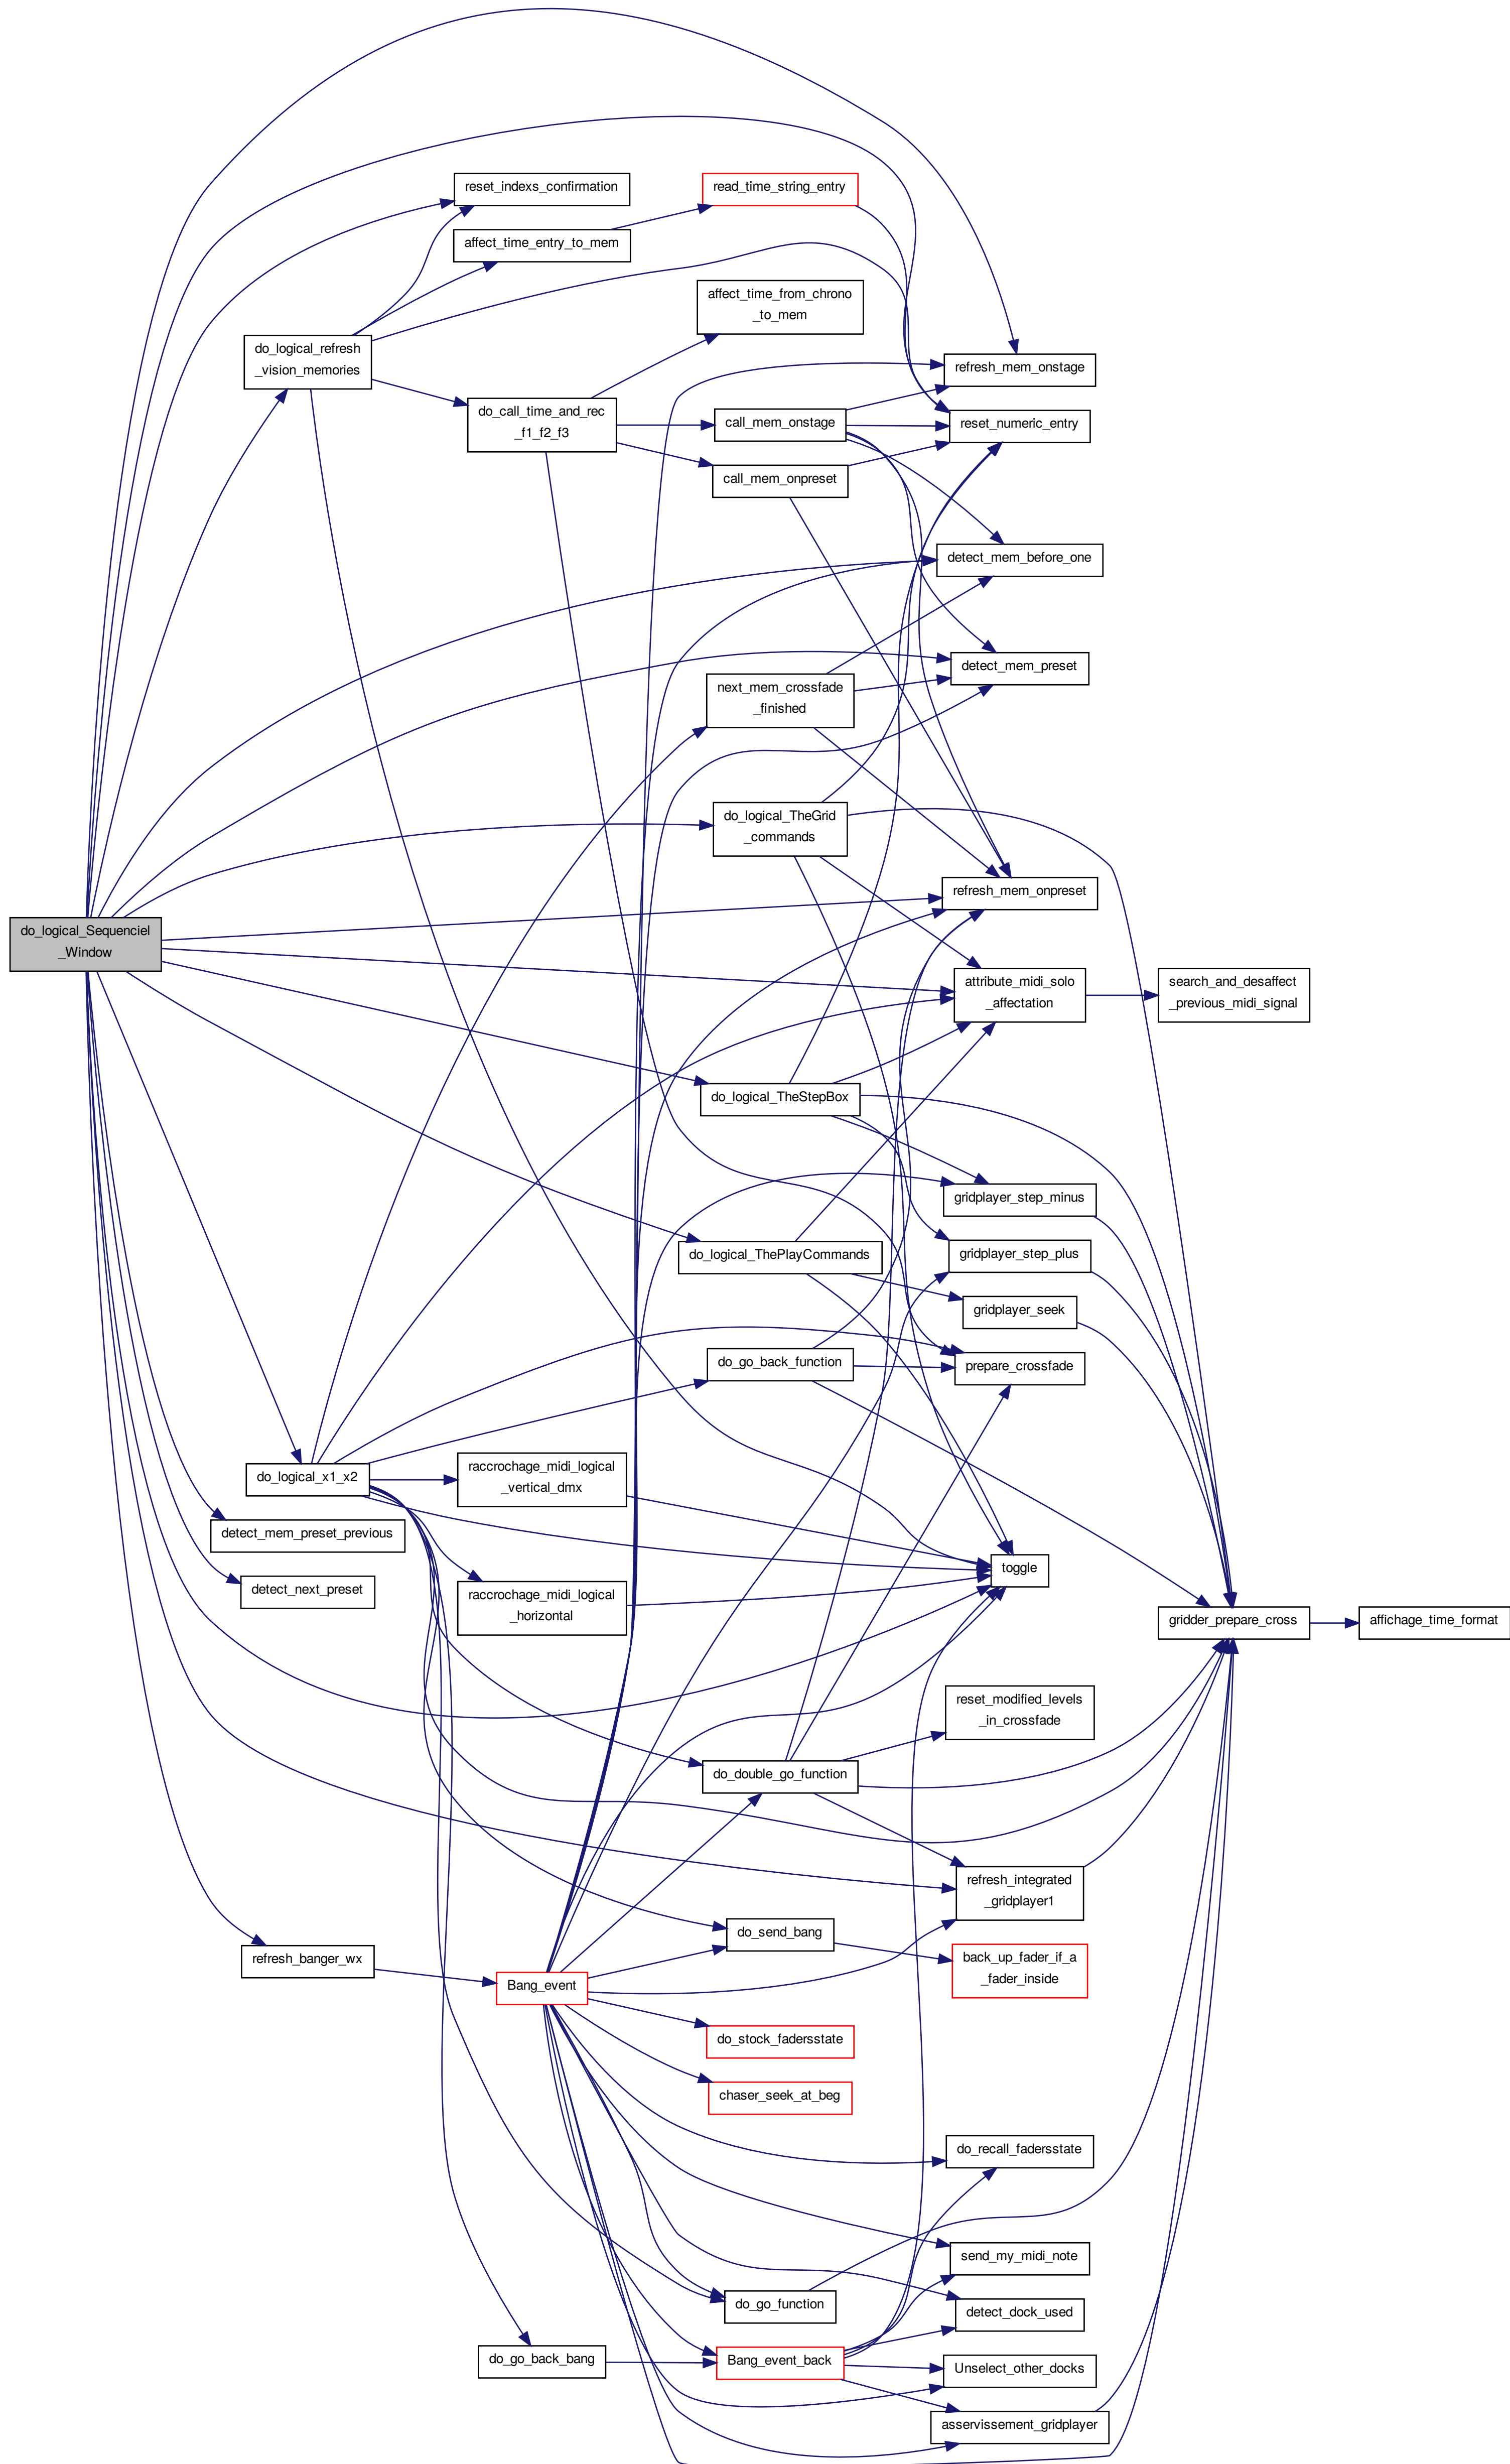 reset_indexs_confirmation
read_time_string_entry
affect_time_entry_to_mem
affect_time_from_chrono
_to_mem
do_logical_refresh
_vision_memories
refresh_mem_onstage
do_call_time_and_rec
_f1_f2_f3
call_mem_onstage
reset_numeric_entry
call_mem_onpreset
detect_mem_before_one
detect_mem_preset
next_mem_crossfade
_finished
do_logical_TheGrid
_commands
refresh_mem_onpreset
do_logical_Sequenciel
_Window
attribute_midi_solo
_affectation
search_and_desaffect
_previous_midi_signal
do_logical_TheStepBox
gridplayer_step_minus
do_logical_ThePlayCommands
gridplayer_step_plus
gridplayer_seek
do_go_back_function
prepare_crossfade
do_logical_x1_x2
raccrochage_midi_logical
_vertical_dmx
detect_mem_preset_previous
toggle
detect_next_preset
raccrochage_midi_logical
_horizontal
gridder_prepare_cross
affichage_time_format
reset_modified_levels
_in_crossfade
do_double_go_function
refresh_integrated
_gridplayer1
do_send_bang
refresh_banger_wx
back_up_fader_if_a
_fader_inside
Bang_event
do_stock_fadersstate
chaser_seek_at_beg
do_recall_fadersstate
send_my_midi_note
do_go_function
detect_dock_used
do_go_back_bang
Bang_event_back
Unselect_other_docks
asservissement_gridplayer